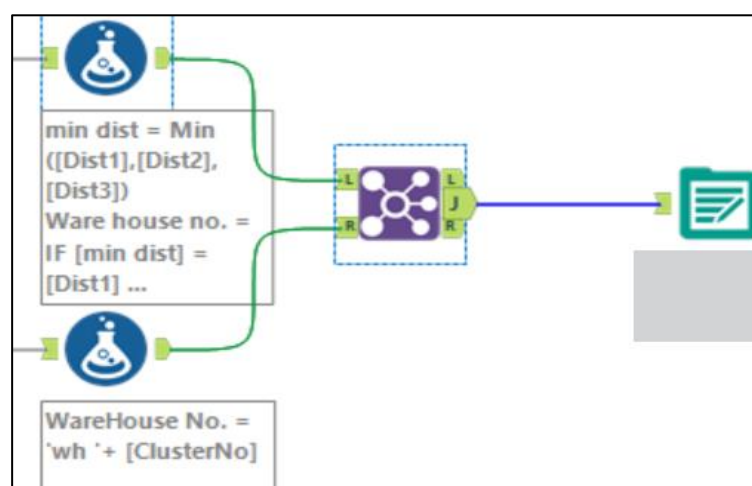 min dist = Min
([Dist1],[Dist2],
[Dist3])
Ware house no. =
IF [min dist] =
[Dist1] ...
L
R
L
J
R
WareHouse No. =
'wh '+ [ClusterNo]